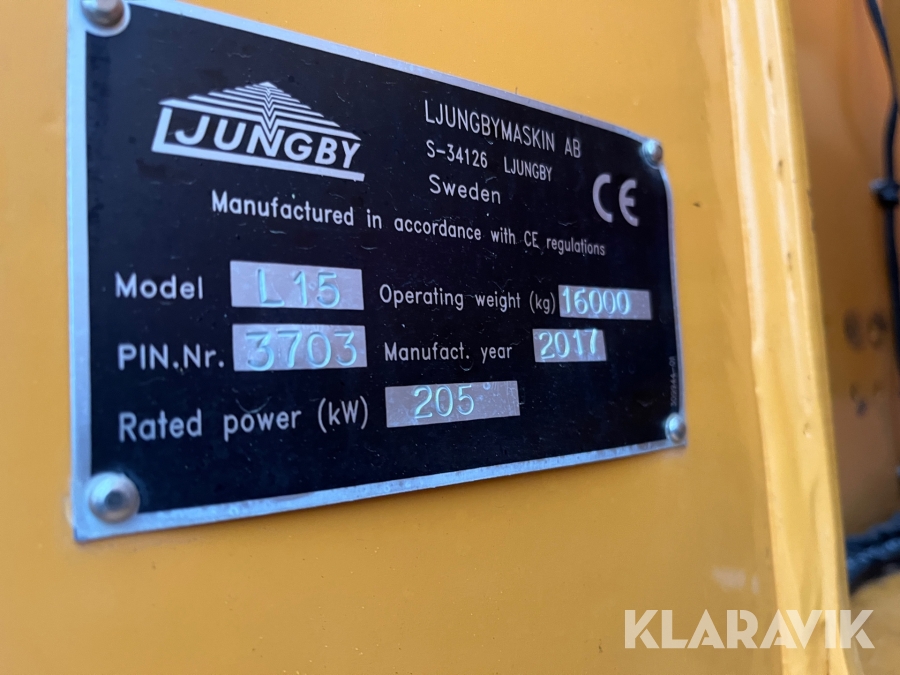 LJUNGBY
LJUNGBYMASKIN AB
S-34126 LJUNGBY
Sweden
CE
Manufactured in accordance with CE regulations
Model L15 Operating weight (kg) 16000
PIN.Nr. 3703 Manufact. year 2017
Rated power (kW) 205
KLARAVIK